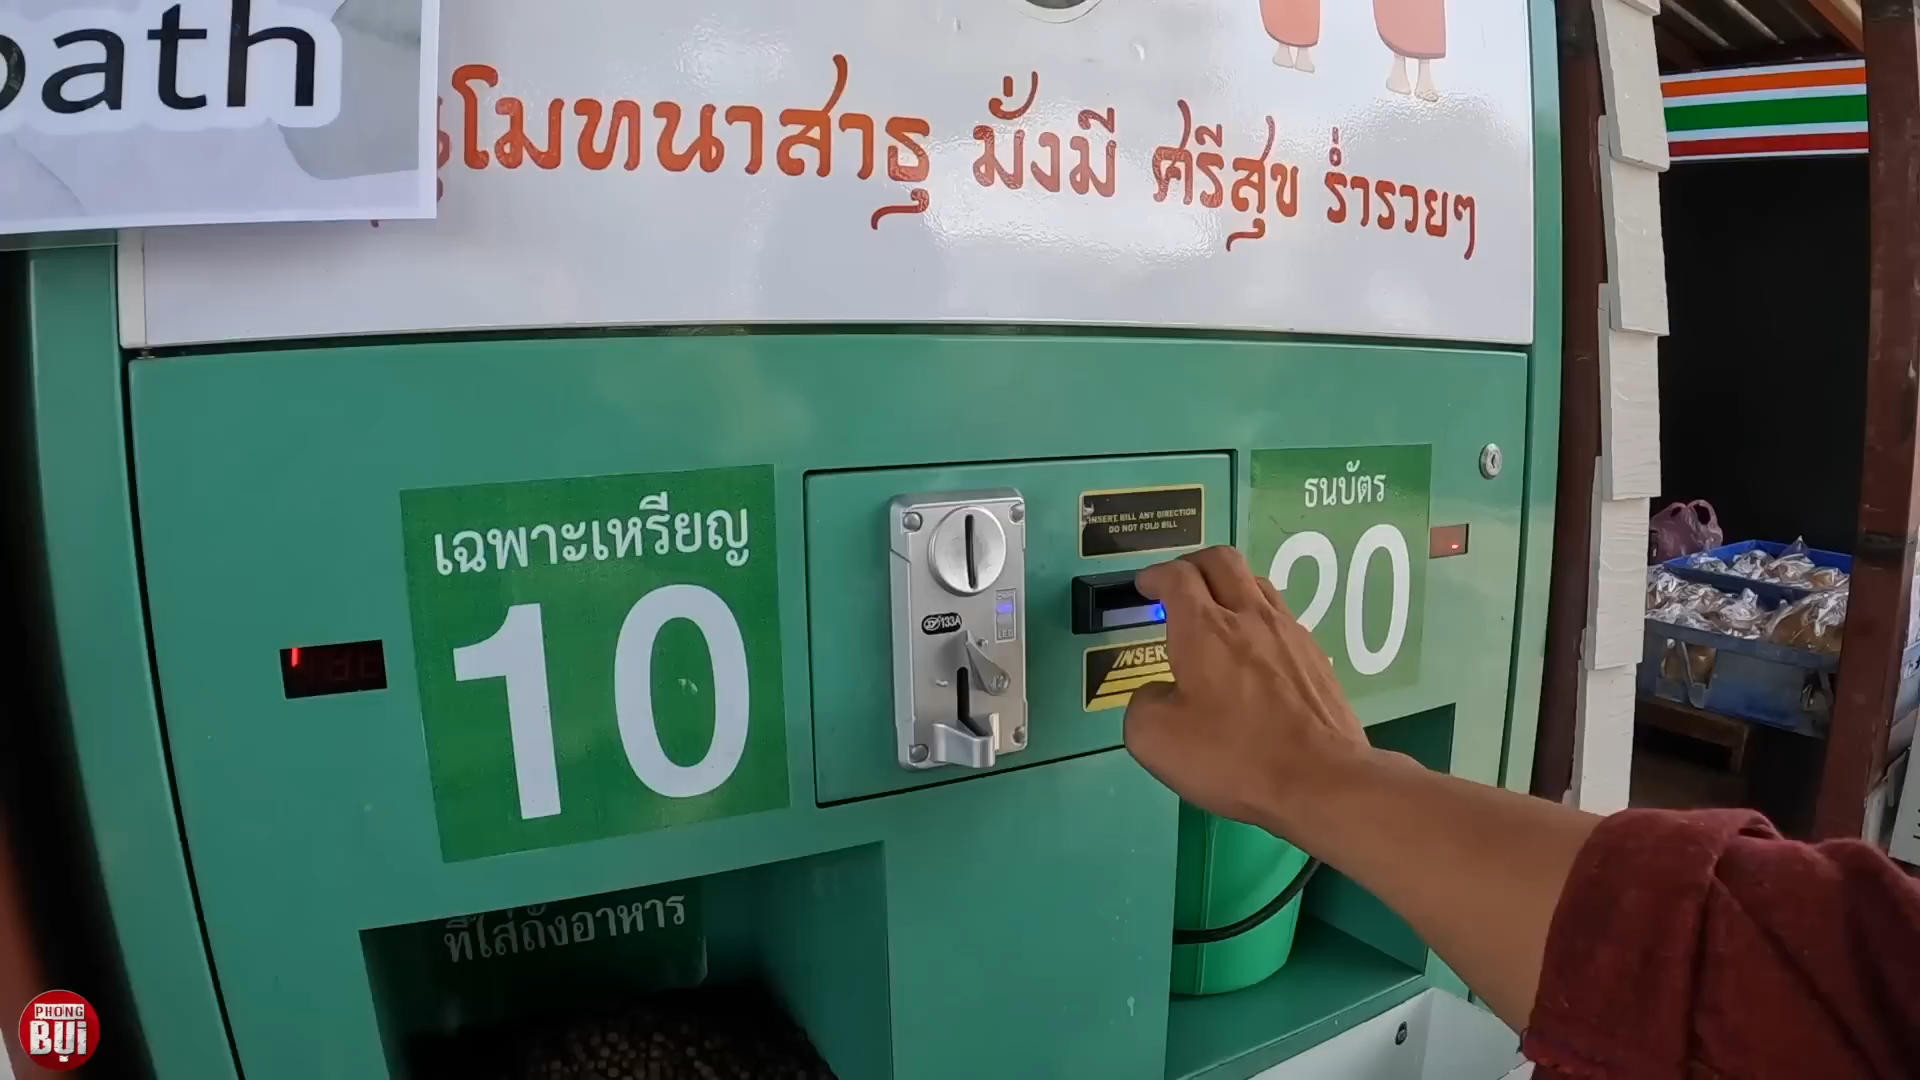 bath
โมทนาสาธุ มั่งมี ศรีสุข ร่ำรวยๆ
เฉพาะเหรียญ
10
133A
INSERT BILL ANY DIRECTION
DO NOT FOLD BILL
INSER
ธนบัตร
20
ที่ใส่ถังอาหาร
PHONG
BỤi